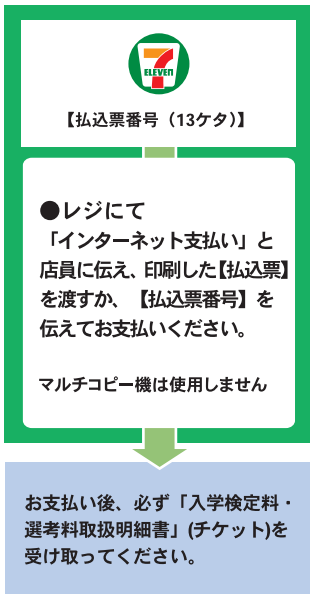 7
ELEVEn
【払込票番号（13ケタ）】
●レジにて
「インターネット支払い」と
店員に伝え、印刷した【払込票】
を渡すか、【払込票番号】を
伝えてお支払いください。
マルチコピー機は使用しません
お支払い後、必ず「入学検定料・
選考料取扱明細書」(チケット)を
受け取ってください。